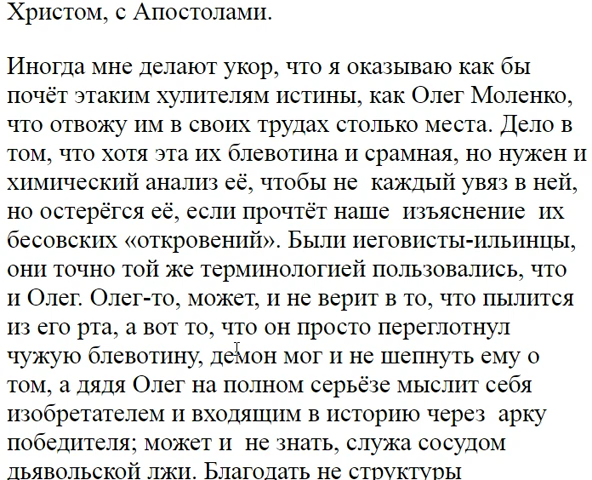 Христом, с Апостолами.
Иногда мне делают укор, что я оказываю как бы
почёт этаким хулителям истины, как Олег Моленко,
что отвожу им в своих трудах столько места. Дело в
том, что хотя эта их блевотина и срамная, но нужен и
химический анализ её, чтобы не каждый увяз в ней,
но остерёгся её, если прочтёт наше изъяснение их
бесовских «откровений». Были иеговисты-ильинцы,
они точно той же терминологией пользовались, что
и Олег. Олег-то, может, и не верит в то, что пылится
из его рта, а вот то, что он просто переглотнул
чужую блевотину, демон мог и не шепнуть ему о
том, а дядя Олег на полном серьёзе мыслит себя
изобретателем и входящим в историю через арку
победителя; может и не знать, служа сосудом
дьявольской лжи. Благодать не структуры